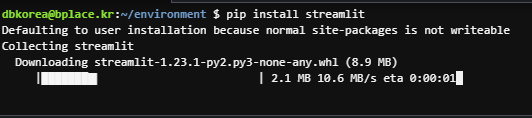 dbkorea@bplace.kr:~/environment $ pip install streamlit
Defaulting to user installation because normal site-packages is not writeable
Collecting streamlit
  Downloading streamlit-1.23.1-py2.py3-none-any.whl (8.9 MB)
     |███████▌                        | 2.1 MB 10.6 MB/s eta 0:00:01